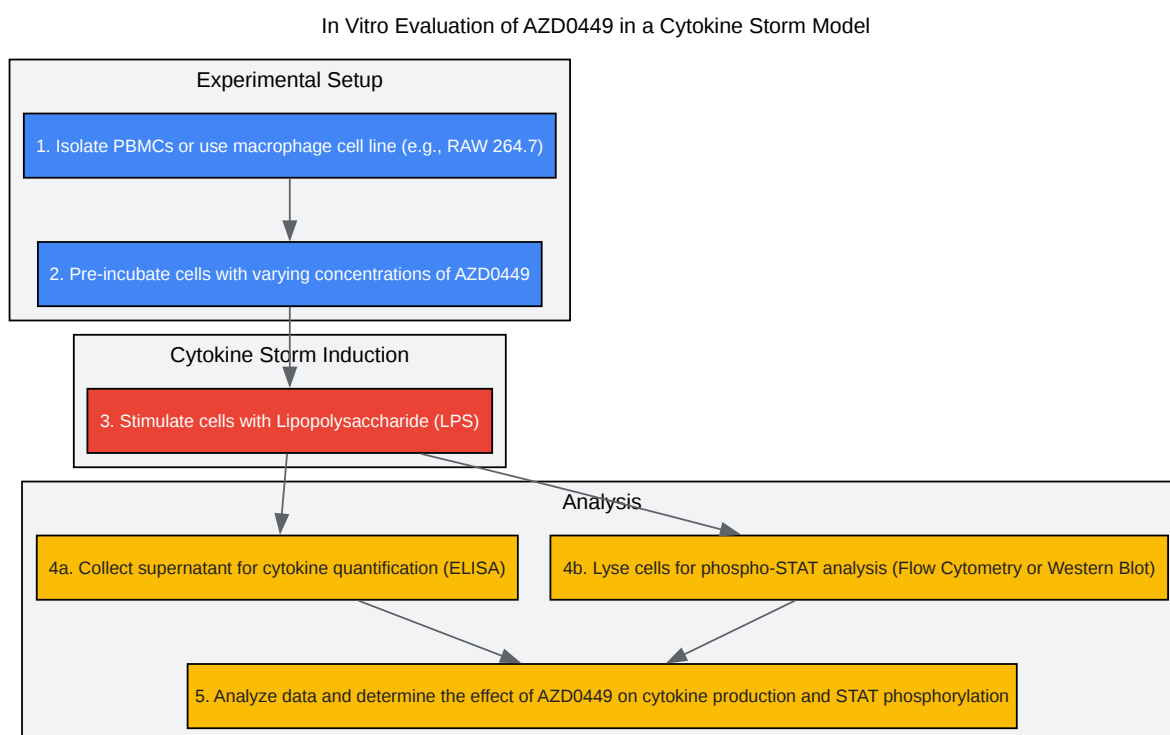 In Vitro Evaluation of AZD0449 in a Cytokine Storm Model
Experimental Setup
1. Isolate PBMCs or use macrophage cell line (e.g., RAW 264.7)
2. Pre-incubate cells with varying concentrations of AZD0449
Cytokine Storm Induction
3. Stimulate cells with Lipopolysaccharide (LPS)
Analysis
4a. Collect supernatant for cytokine quantification (ELISA)
4b. Lyse cells for phospho-STAT analysis (Flow Cytometry or Western Blot)
5. Analyze data and determine the effect of AZD0449 on cytokine production and STAT phosphorylation